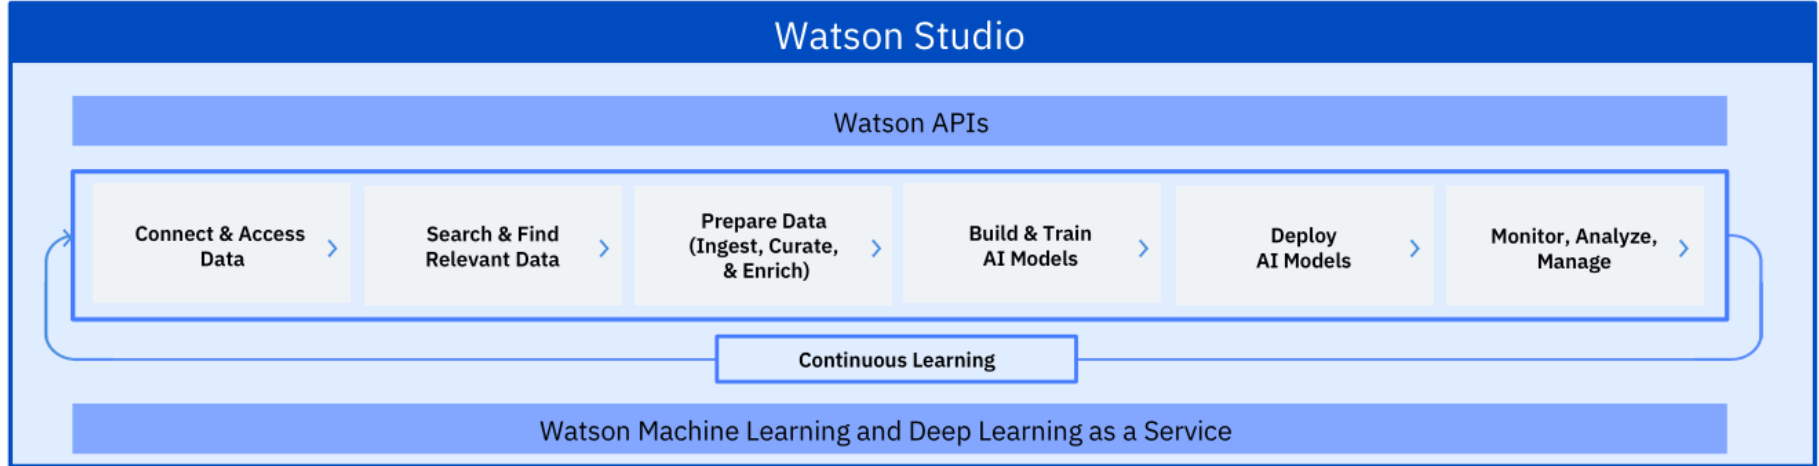 Watson Studio
Watson APIs
Connect & Access
Data
Search & Find
Relevant Data
Prepare Data
(Ingest, Curate,
& Enrich)
Build & Train
AI Models
Deploy
AI Models
Monitor, Analyze,
Manage
Continuous Learning
Watson Machine Learning and Deep Learning as a Service